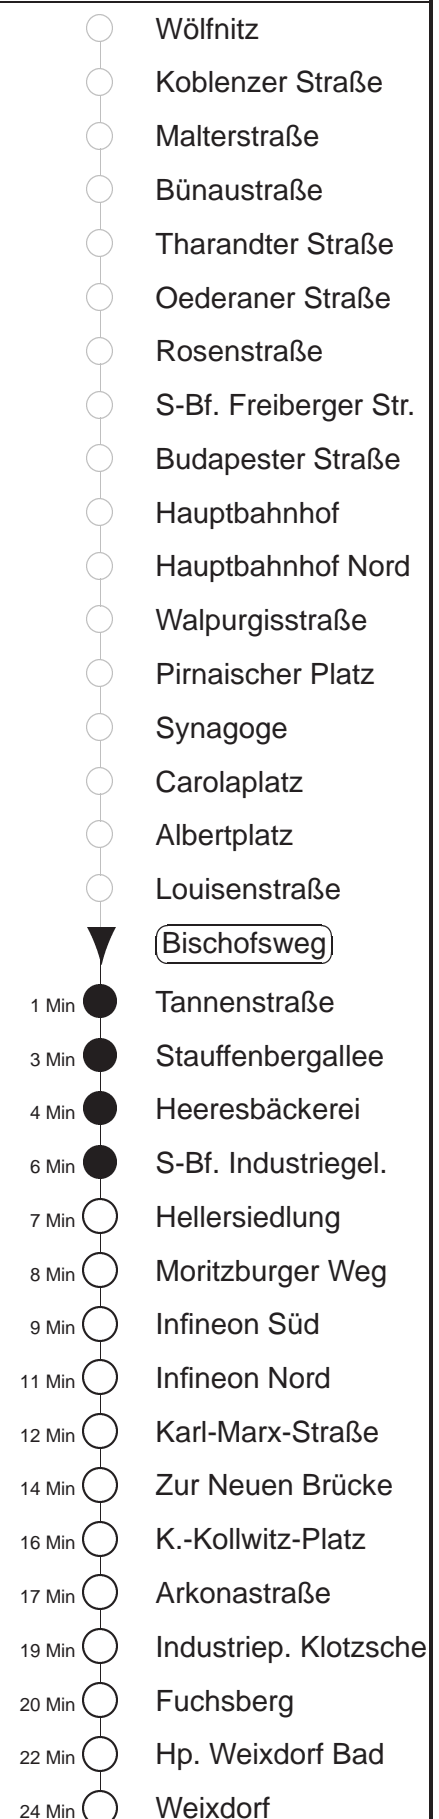 Wölfnitz
Koblenzer Straße
Malterstraße
Bünaustraße
Tharandter Straße
Oederaner Straße
Rosenstraße
S-Bf. Freiberger Str.
Budapester Straße
Hauptbahnhof
Hauptbahnhof Nord
Walpurgisstraße
Pirnaischer Platz
Synagoge
Carolaplatz
Albertplatz
Louisenstraße
Bischofsweg
1 Min Tannenstraße
3 Min Stauffenbergallee
4 Min Heeresbäckerei
6 Min S-Bf. Industriegel.
7 Min Hellersiedlung
8 Min Moritzburger Weg
9 Min Infineon Süd
11 Min Infineon Nord
12 Min Karl-Marx-Straße
14 Min Zur Neuen Brücke
16 Min K.-Kollwitz-Platz
17 Min Arkonastraße
19 Min Industriep. Klotzsche
20 Min Fuchsberg
22 Min Hp. Weixdorf Bad
24 Min Weixdorf